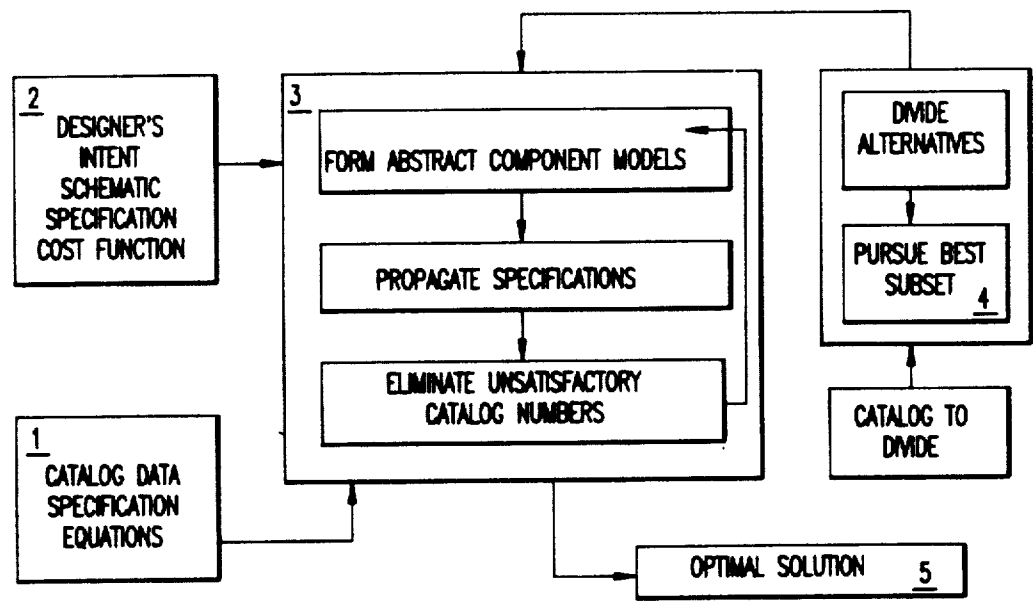 2
DESIGNER'S
INTENT
SCHEMATIC
SPECIFICATION
COST FUNCTION
1
CATALOG DATA
SPECIFICATION
EQUATIONS
3
FORM ABSTRACT COMPONENT MODELS
PROPAGATE SPECIFICATIONS
ELIMINATE UNSATISFACTORY
CATALOG NUMBERS
DIVIDE
ALTERNATIVES
PURSUE BEST
SUBSET
4
CATALOG TO
DIVIDE
OPTIMAL SOLUTION
5